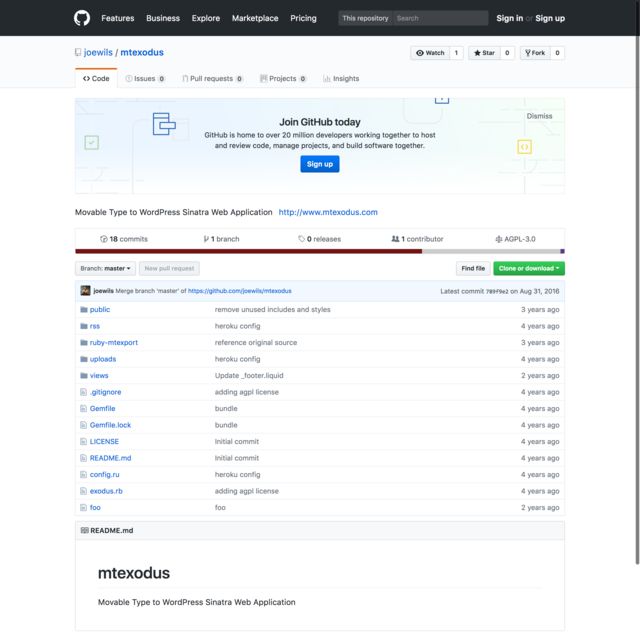 Features Business Explore Marketplace Pricing This repository Search Sign in or Sign up
joewils / mtexodus Watch 1 Star 0 Fork 0
Code Issues 0 Pull requests 0 Projects 0 Insights
Dismiss
Join GitHub today
GitHub is home to over 20 million developers working together to host
and review code, manage projects, and build software together.
Sign up
Movable Type to WordPress Sinatra Web Application http://www.mtexodus.com
18 commits 1 branch 0 releases 1 contributor AGPL-3.0
Branch: master New pull request Find file Clone or download
joewils Merge branch 'master' of https://github.com/joewils/mtexodus Latest commit 789f9e2 on Aug 31, 2016
public remove unused includes and styles 3 years ago
rss heroku config 4 years ago
ruby-mtexport reference original source 3 years ago
uploads heroku config 4 years ago
views Update _footer.liquid 2 years ago
.gitignore adding agpl license 4 years ago
Gemfile bundle 4 years ago
Gemfile.lock bundle 4 years ago
LICENSE Initial commit 4 years ago
README.md Initial commit 4 years ago
config.ru heroku config 4 years ago
exodus.rb adding agpl license 4 years ago
foo foo 2 years ago
README.md
mtexodus
Movable Type to WordPress Sinatra Web Application